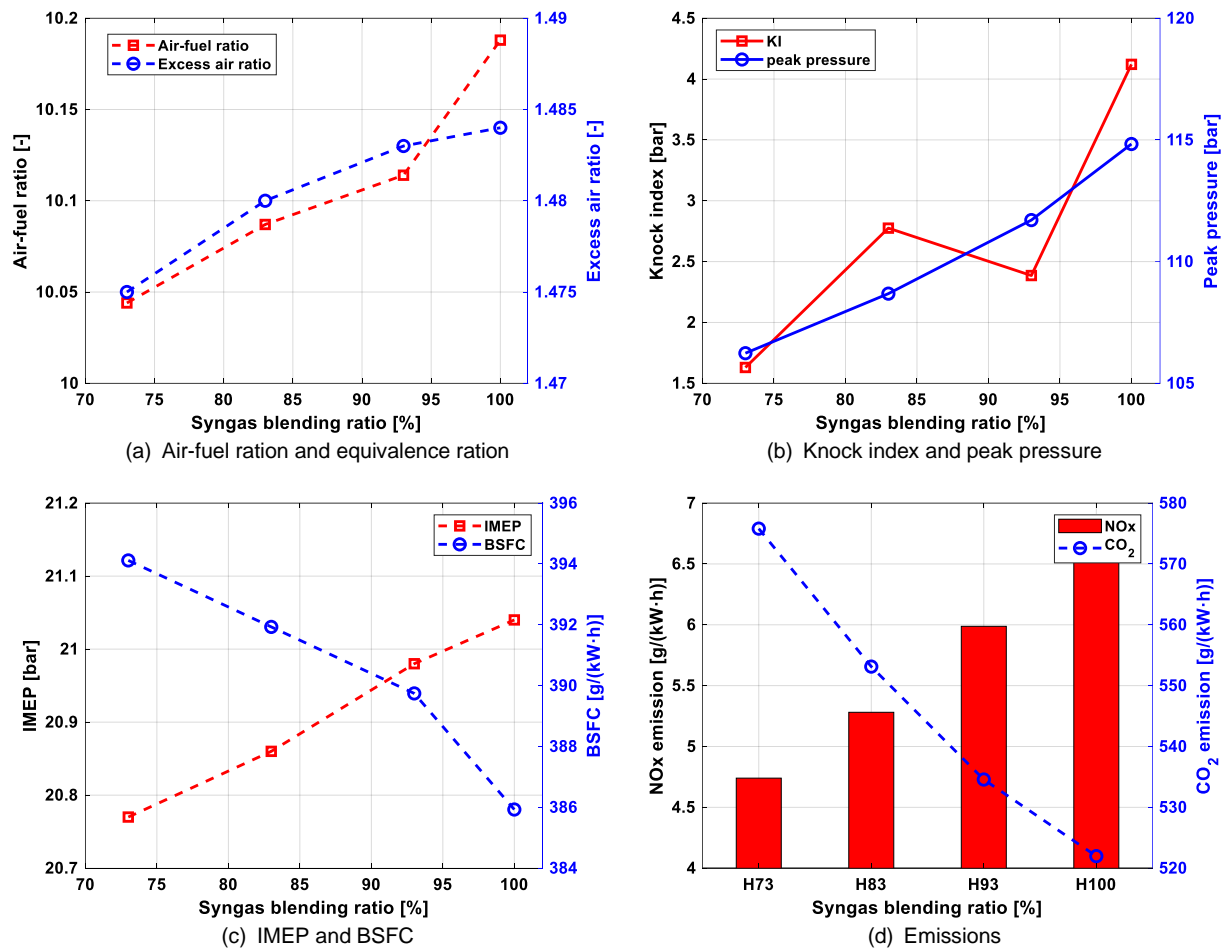 10.2
10.15
10.1
10.05
10
Air-fuel ratio [-]
Air-fuel ratio
Excess air ratio
1.49
1.485
1.48
1.475
1.47
Excess air ratio [-]
70 75 80 85 90 95 100
Syngas blending ratio [%]
(a) Air-fuel ration and equivalence ration
4.5
4
3.5
3
2.5
2
1.5
Knock index [bar]
KI
peak pressure
120
115
110
105
Peak pressure [bar]
70 75 80 85 90 95 100
Syngas blending ratio [%]
(b) Knock index and peak pressure
21.2
21.1
21
20.9
20.8
20.7
IMEP [bar]
IMEP
BSFC
396
394
392
390
388
386
384
BSFC [g/(kW·h)]
70 75 80 85 90 95 100
Syngas blending ratio [%]
(c) IMEP and BSFC
7
6.5
6
5.5
5
4.5
4
NOx emission [g/(kW·h)]
NOx
CO2
580
570
560
550
540
530
520
CO2 emission [g/(kW·h)]
H73 H83 H93 H100
Syngas blending ratio [%]
(d) Emissions